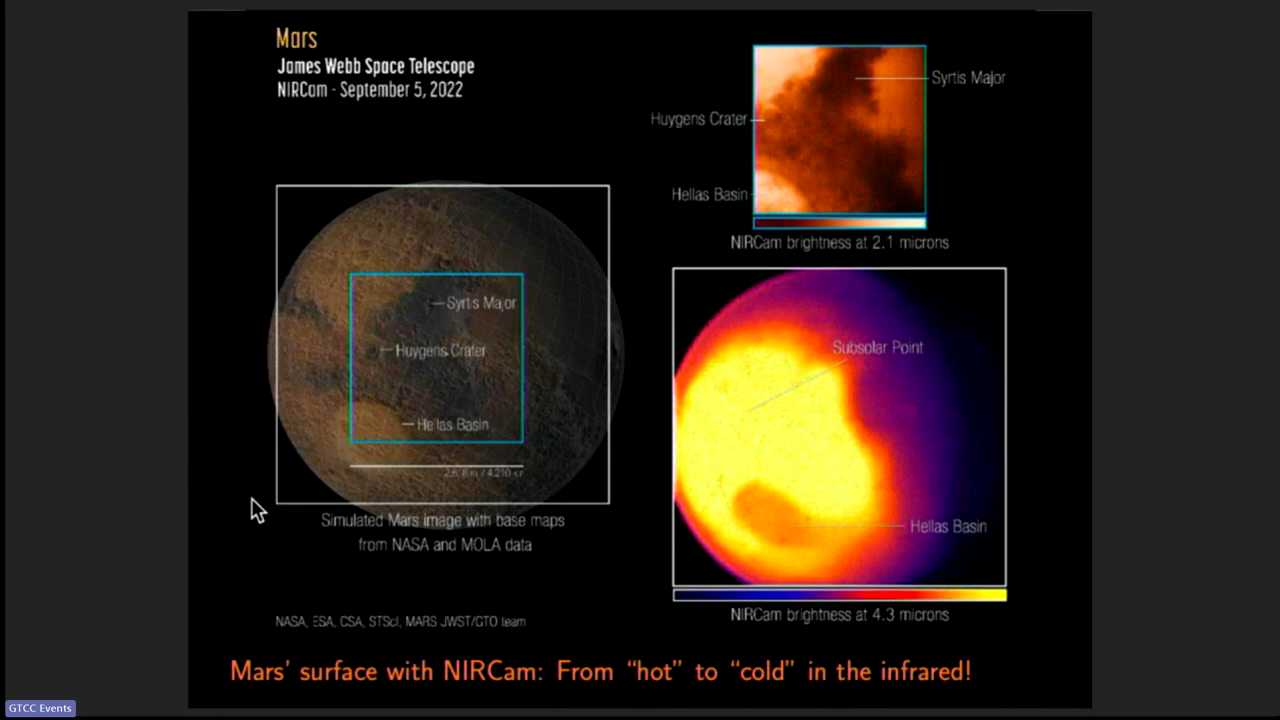 Mars
James Webb Space Telescope
NIRCam - September 5, 2022
Syrtis Major
Huygens Crater
Hellas Basin
NIRCam brightness at 2.1 microns
Syrtis Major
Huygens Crater
Hellas Basin
Simulated Mars image with base maps
from NASA and MOLA data
Subsolar Point
Hellas Basin
NIRCam brightness at 4.3 microns
NASA, ESA, CSA, STScI, MARS JWST/GTO team
Mars' surface with NIRCam: From “hot” to “cold” in the infrared!
GTCC Events